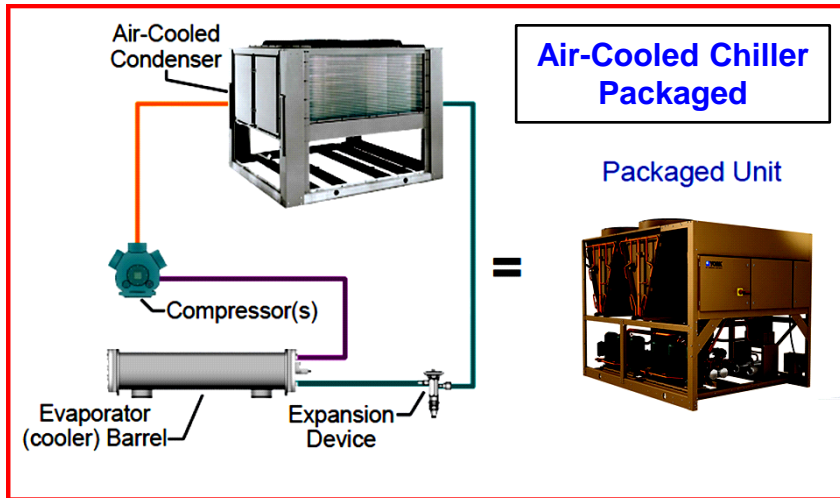 Air-Cooled
Condenser
Air-Cooled Chiller
Packaged
Packaged Unit
=
Compressor(s)
Evaporator
(cooler) Barrel
Expansion
Device